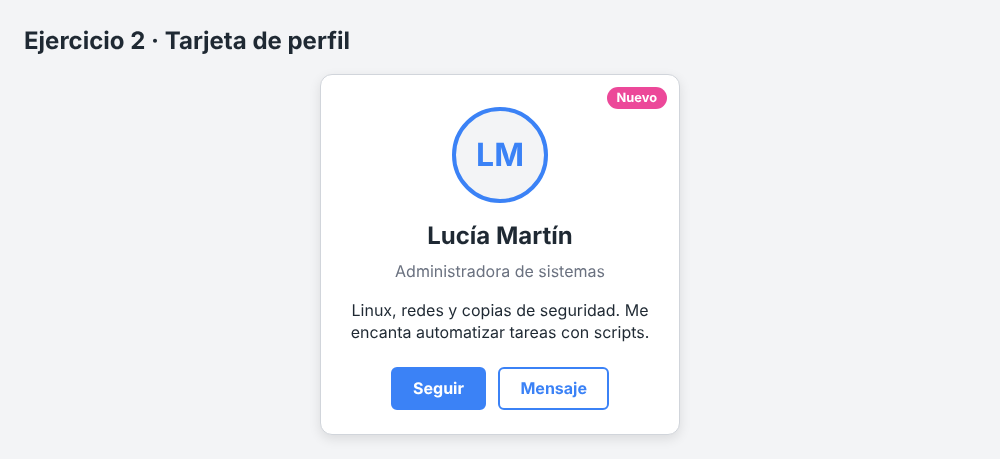 Ejercicio 2 · Tarjeta de perfil
Nuevo
LM
Lucía Martín
Administradora de sistemas
Linux, redes y copias de seguridad. Me
encanta automatizar tareas con scripts.
Seguir
Mensaje